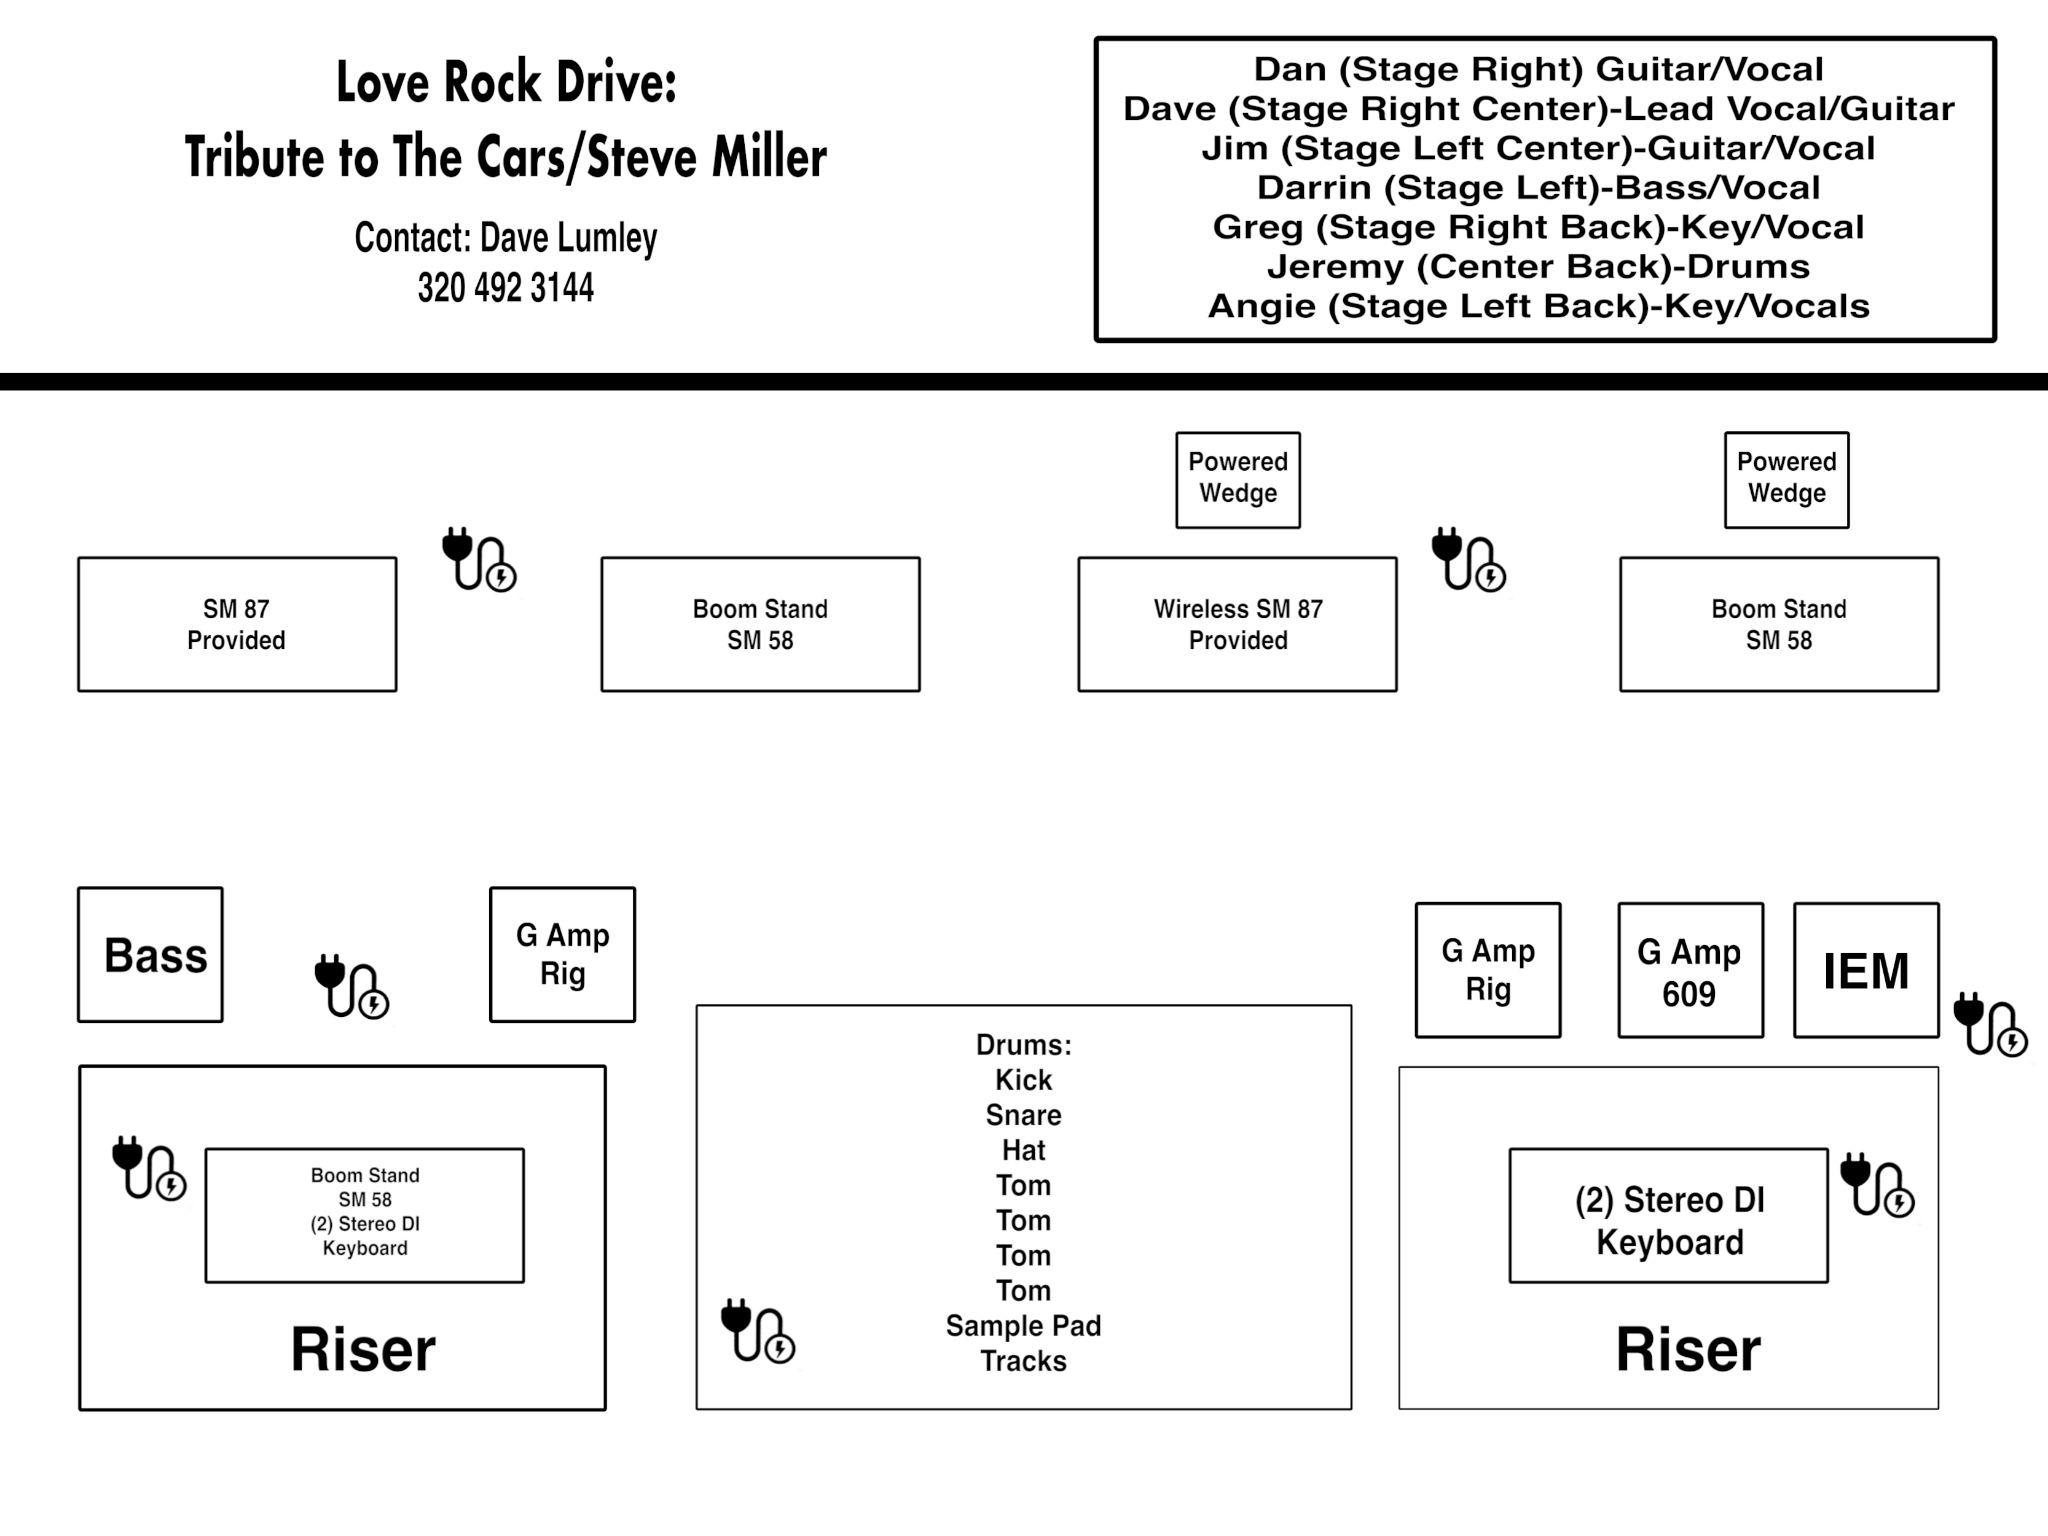 Love Rock Drive:
Tribute to The Cars/Steve Miller
Contact: Dave Lumley
320 492 3144
Dan (Stage Right) Guitar/Vocal
Dave (Stage Right Center)-Lead Vocal/Guitar
Jim (Stage Left Center)-Guitar/Vocal
Darrin (Stage Left)-Bass/Vocal
Greg (Stage Right Back)-Key/Vocal
Jeremy (Center Back)-Drums
Angie (Stage Left Back)-Key/Vocals
Powered
Wedge
Powered
Wedge
SM 87
Provided
Boom Stand
SM 58
Wireless SM 87
Provided
Boom Stand
SM 58
Bass
G Amp
Rig
G Amp
Rig
G Amp
609
IEM
Boom Stand
SM 58
(2) Stereo DI
Keyboard
Riser
Drums:
Kick
Snare
Hat
Tom
Tom
Tom
Tom
Sample Pad
Tracks
(2) Stereo DI
Keyboard
Riser